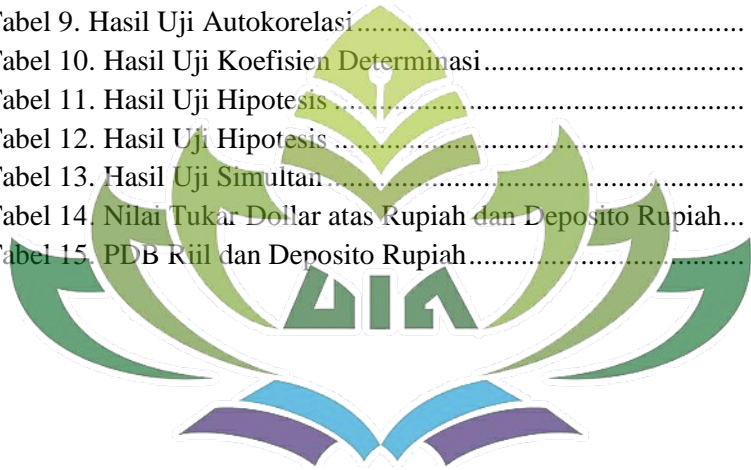 Tabel 9. Hasil Uji Autokorelasi.......................................................
Tabel 10. Hasil Uji Koefisien Determinasi.....................................
Tabel 11. Hasil Uji Hipotesis ..........................................................
Tabel 12. Hasil Uji Hipotesis ..........................................................
Tabel 13. Hasil Uji Simultan...........................................................
Tabel 14. Nilai Tukar Dollar atas Rupiah dan Deposito Rupiah...
Tabel 15. PDB Riil dan Deposito Rupiah.......................................